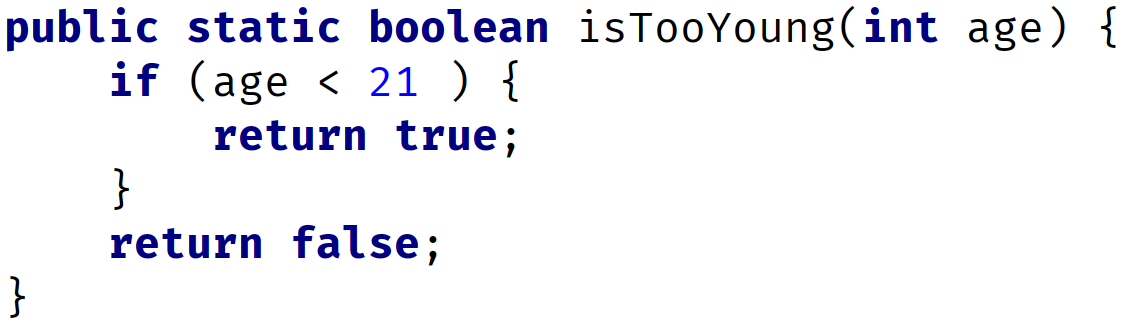 public static boolean isTooYoung(int age) {
    if (age < 21 ) {
        return true;
    }
    return false;
}